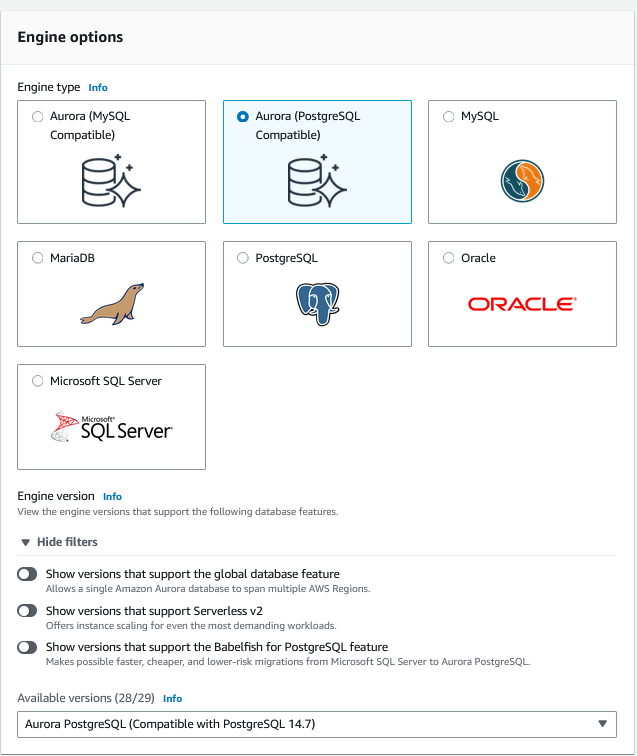 Engine options
Engine type Info
Aurora (MySQL
Compatible)
Aurora (PostgreSQL
Compatible)
MySQL
MariaDB
PostgreSQL
Oracle
ORACLE
Microsoft SQL Server
Microsoft
SQL Server
Engine version Info
View the engine versions that support the following database features.
Hide filters
Show versions that support the global database feature
Allows a single Amazon Aurora database to span multiple AWS Regions.
Show versions that support Serverless v2
Offers instance scaling for even the most demanding workloads.
Show versions that support the Babelfish for PostgreSQL feature
Makes possible faster, cheaper, and lower-risk migrations from Microsoft SQL Server to Aurora PostgreSQL.
Available versions (28/29) Info
Aurora PostgreSQL (Compatible with PostgreSQL 14.7)